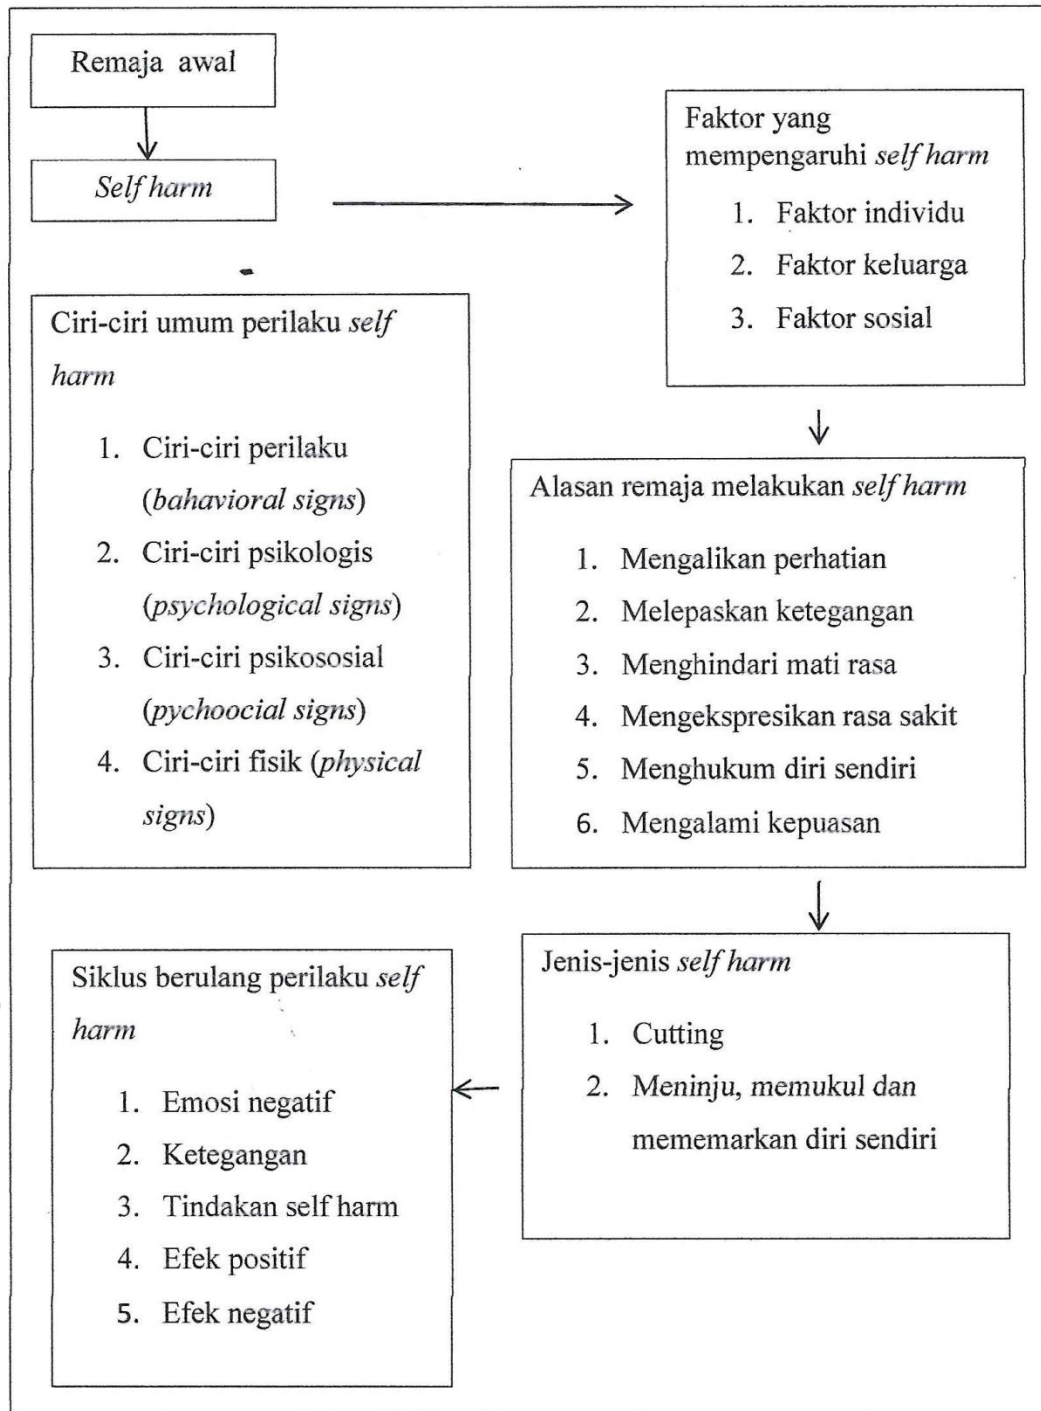 Remaja awal
Self harm
Faktor yang
mempengaruhi self harm
1. Faktor individu
2. Faktor keluarga
3. Faktor sosial
Ciri-ciri umum perilaku self
harm
1. Ciri-ciri perilaku
(bahavioral signs)
2. Ciri-ciri psikologis
(psychological signs)
3. Ciri-ciri psikososial
(pychoocial signs)
4. Ciri-ciri fisik (physical
signs)
Alasan remaja melakukan self harm
1. Mengalikan perhatian
2. Melepaskan ketegangan
3. Menghindari mati rasa
4. Mengekspresikan rasa sakit
5. Menghukum diri sendiri
6. Mengalami kepuasan
Jenis-jenis self harm
1. Cutting
2. Meninju, memukul dan
mememarkan diri sendiri
Siklus berulang perilaku self
harm
1. Emosi negatif
2. Ketegangan
3. Tindakan self harm
4. Efek positif
5. Efek negatif